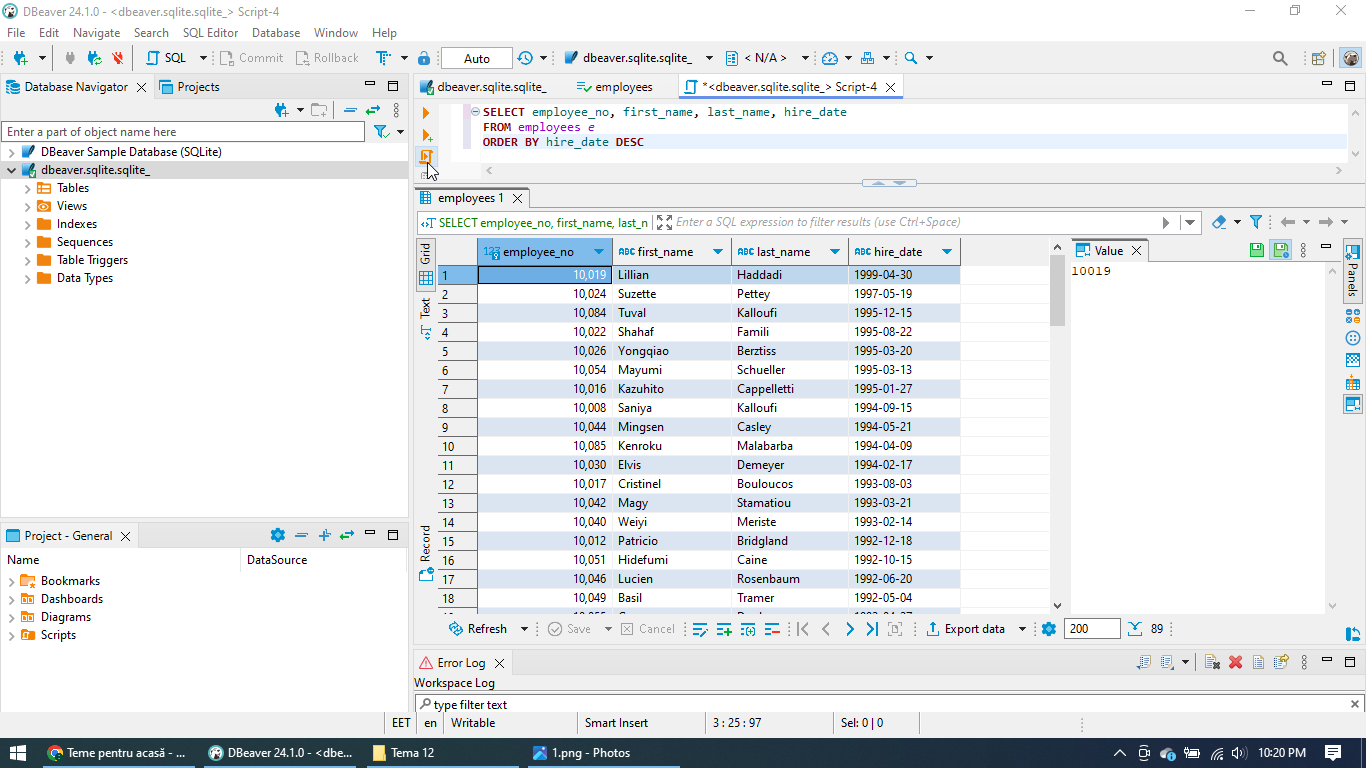 DBeaver 24.1.0 - <dbeaver.sqlite.sqlite_> Script-4
File Edit Navigate Search SQL Editor Database Window Help
SQL Commit Rollback Auto dbeaver.sqlite.sqlite_ < N/A >
Database Navigator Projects
Enter a part of object name here
DBeaver Sample Database (SQLite)
dbeaver.sqlite.sqlite_
Tables
Views
Indexes
Sequences
Table Triggers
Data Types
Project - General
Name DataSource
Bookmarks
Dashboards
Diagrams
Scripts
dbeaver.sqlite.sqlite_ employees *<dbeaver.sqlite.sqlite_> Script-4
SELECT employee_no, first_name, last_name, hire_date
FROM employees e
ORDER BY hire_date DESC
employees 1
SELECT employee_no, first_name, last_n Enter a SQL expression to filter results (use Ctrl+Space)
Grid
Text
Record
123 employee_no ABC first_name ABC last_name ABC hire_date
1 10,019 Lillian Haddadi 1999-04-30
2 10,024 Suzette Pettey 1997-05-19
3 10,084 Tuval Kalloufi 1995-12-15
4 10,022 Shahaf Famili 1995-08-22
5 10,026 Yongqiao Berztiss 1995-03-20
6 10,054 Mayumi Schueller 1995-03-13
7 10,016 Kazuhito Cappelletti 1995-01-27
8 10,008 Saniya Kalloufi 1994-09-15
9 10,044 Mingsen Casley 1994-05-21
10 10,085 Kenroku Malabarba 1994-04-09
11 10,030 Elvis Demeyer 1994-02-17
12 10,017 Cristinel Bouloucos 1993-08-03
13 10,042 Magy Stamatiou 1993-03-21
14 10,040 Weiyi Meriste 1993-02-14
15 10,012 Patricio Bridgland 1992-12-18
16 10,051 Hidefumi Caine 1992-10-15
17 10,046 Lucien Rosenbaum 1992-06-20
18 10,049 Basil Tramer 1992-05-04
Value
10019
Panels
Refresh Save Cancel Export data 200 89
Error Log
Workspace Log
type filter text
EET en Writable Smart Insert 3 : 25 : 97 Sel: 0 | 0
Teme pentru acasă - ... DBeaver 24.1.0 - <dbe... Tema 12 1.png - Photos 10:20 PM